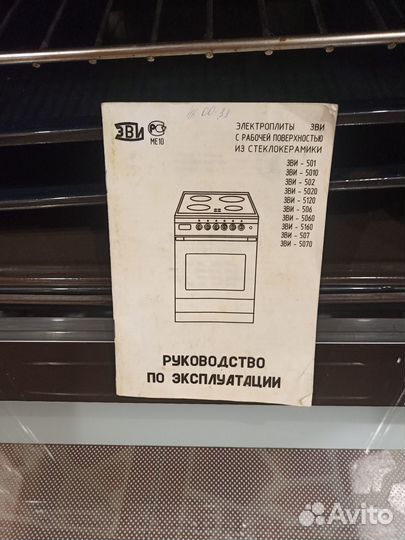 ЗВИ
РСТ
МЕ10
ЭЛЕКТРОПЛИТЫ ЗВИ
С РАБОЧЕЙ ПОВЕРХНОСТЬЮ
ИЗ СТЕКЛОКЕРАМИКИ
ЗВИ - 501
ЗВИ - 5010
ЗВИ - 502
ЗВИ - 5020
ЗВИ - 5120
ЗВИ - 506
ЗВИ - 5060
ЗВИ - 5160
ЗВИ - 507
ЗВИ - 5070
РУКОВОДСТВО
ПО ЭКСПЛУАТАЦИИ
Avito